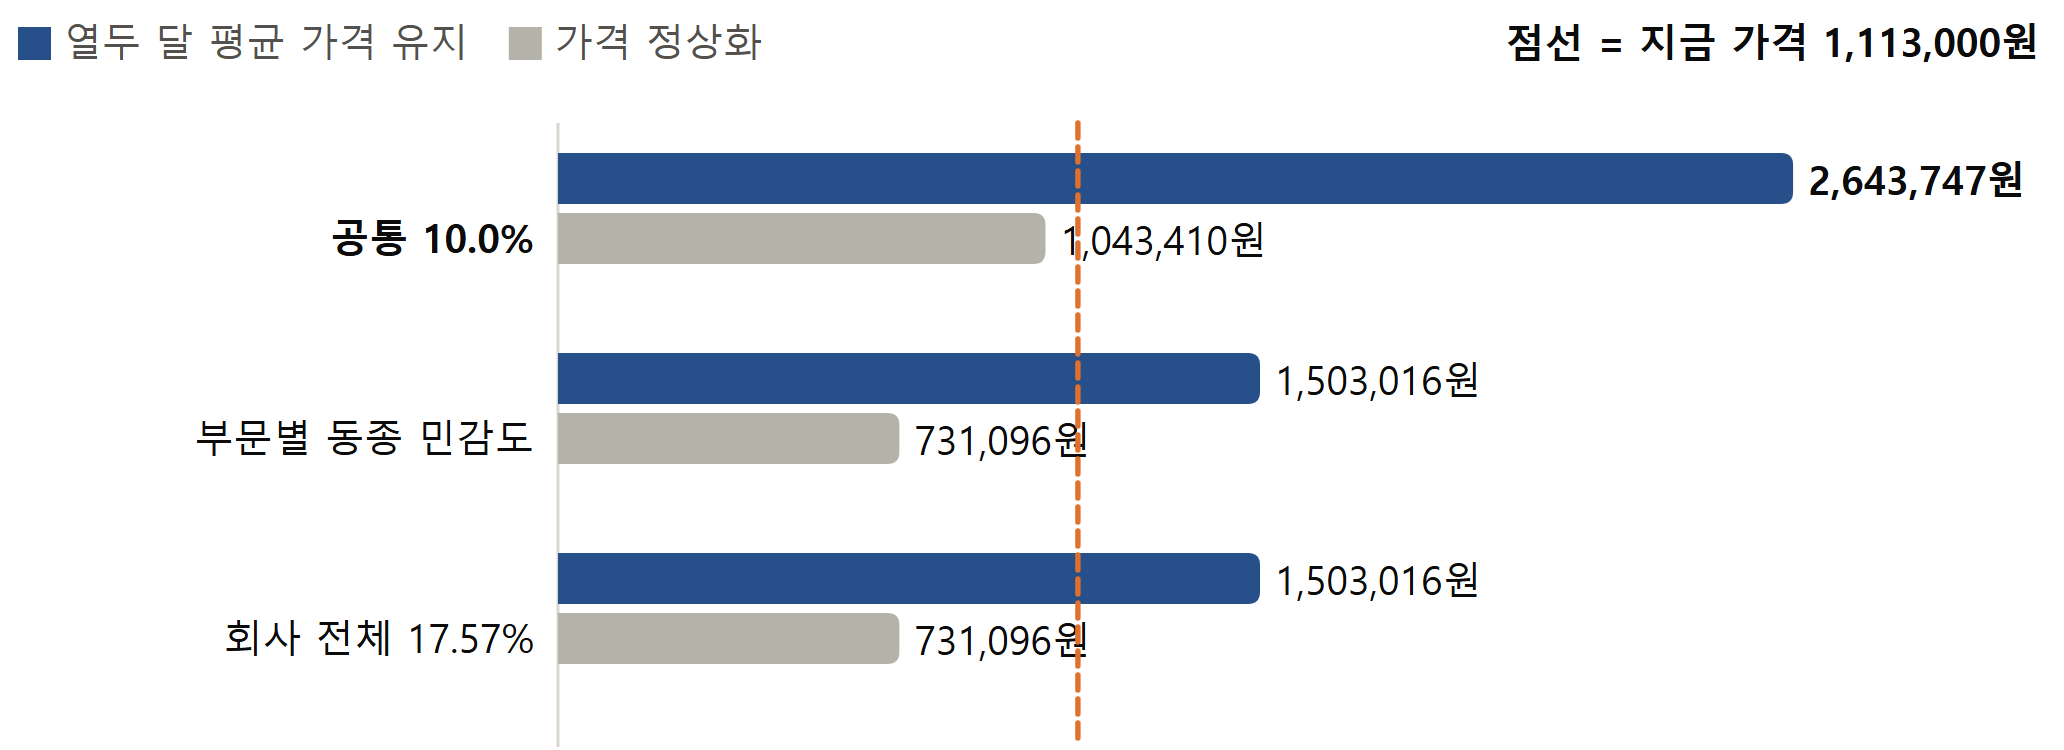 열두 달 평균 가격 유지
가격 정상화
점선 = 지금 가격 1,113,000원
2,643,747원
공통 10.0%
1,043,410원
1,503,016원
부문별 동종 민감도
731,096원
1,503,016원
회사 전체 17.57%
731,096원